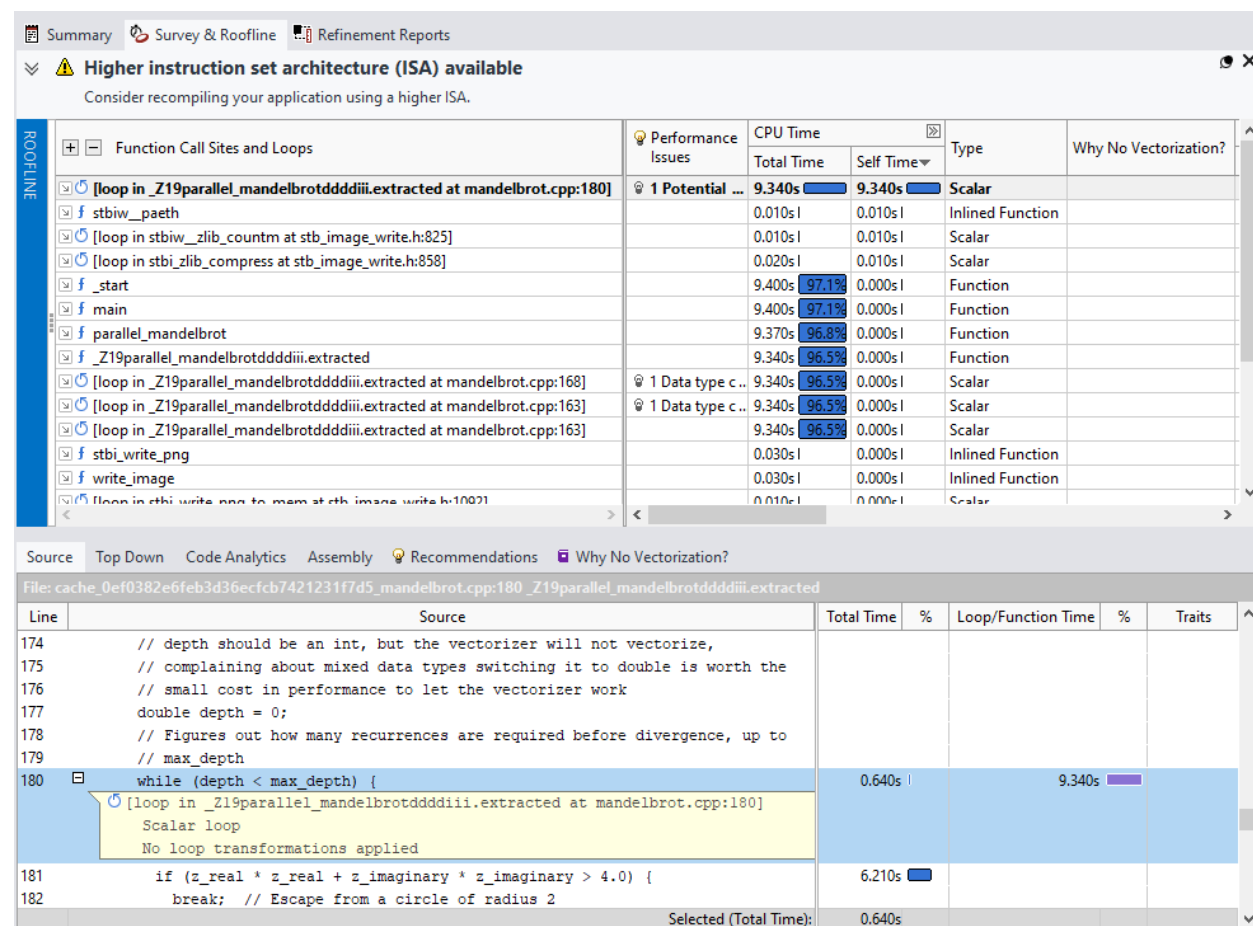 Summary Survey & Roofline Refinement Reports
Higher instruction set architecture (ISA) available
Consider recompiling your application using a higher ISA.
ROOFLINE
Function Call Sites and Loops Performance Issues CPU Time Type Why No Vectorization?
Total Time Self Time
[loop in _Z19parallel_mandelbrotddddiii.extracted at mandelbrot.cpp:180] 1 Potential ... 9.340s 9.340s Scalar
f stbiw__paeth 0.010s 0.010s Inlined Function
[loop in stbiw__zlib_countm at stb_image_write.h:825] 0.010s 0.010s Scalar
[loop in stbi_zlib_compress at stb_image_write.h:858] 0.020s 0.010s Scalar
f _start 9.400s 97.1% 0.000s Function
f main 9.400s 97.1% 0.000s Function
f parallel_mandelbrot 9.370s 96.8% 0.000s Function
f _Z19parallel_mandelbrotddddiii.extracted 9.340s 96.5% 0.000s Function
[loop in _Z19parallel_mandelbrotddddiii.extracted at mandelbrot.cpp:168] 1 Data type c .. 9.340s 96.5% 0.000s Scalar
[loop in _Z19parallel_mandelbrotddddiii.extracted at mandelbrot.cpp:163] 1 Data type c .. 9.340s 96.5% 0.000s Scalar
[loop in _Z19parallel_mandelbrotddddiii.extracted at mandelbrot.cpp:163] 9.340s 96.5% 0.000s Scalar
f stbi_write_png 0.030s 0.000s Inlined Function
f write_image 0.030s 0.000s Inlined Function
[loop in stbi_write_png_to_mem at stb_image_write.h:1092] 0.010s 0.000s Scalar
Source Top Down Code Analytics Assembly Recommendations Why No Vectorization?
File: cache_0ef0382e6feb3d36ecfcb7421231f7d5_mandelbrot.cpp:180 _Z19parallel_mandelbrotddddiii.extracted
Line Source Total Time % Loop/Function Time % Traits
174 // depth should be an int, but the vectorizer will not vectorize,
175 // complaining about mixed data types switching it to double is worth the
176 // small cost in performance to let the vectorizer work
177 double depth = 0;
178 // Figures out how many recurrences are required before divergence, up to
179 // max_depth
180 while (depth < max_depth) { 0.640s 9.340s
[loop in _Z19parallel_mandelbrotddddiii.extracted at mandelbrot.cpp:180]
Scalar loop
No loop transformations applied
181 if (z_real * z_real + z_imaginary * z_imaginary > 4.0) { 6.210s
182 break; // Escape from a circle of radius 2
Selected (Total Time): 0.640s